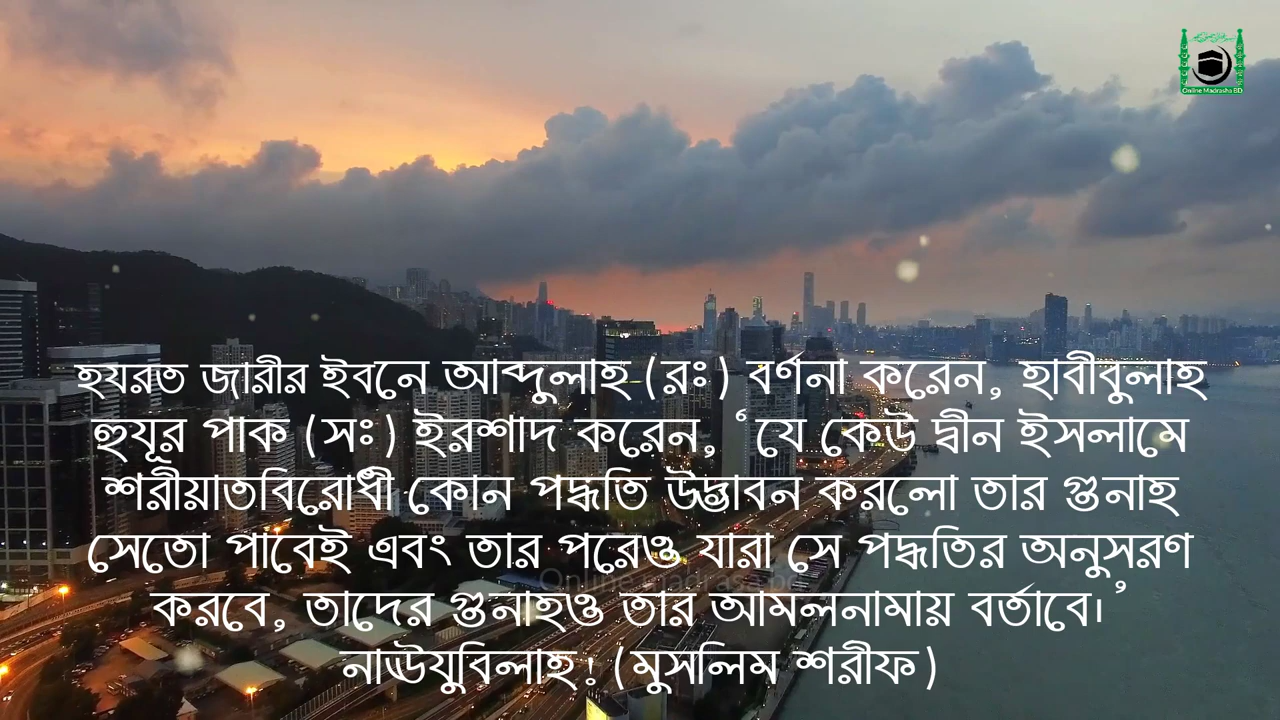 Online Madrasha BD
হযরত জারীর ইবনে আব্দুলাহ (রঃ) বর্ণনা করেন, হাবীবুলাহ
হুযূর পাক (সঃ) ইরশাদ করেন, ‘যে কেউ দ্বীন ইসলামে
শরীয়াতবিরোধী কোন পদ্ধতি উদ্ভাবন করলো তার গুনাহ
সেতো পাবেই এবং তার পরেও যারা সে পদ্ধতির অনুসরণ
করবে, তাদের গুনাহও তার আমলনামায় বর্তাবে।’
নাঊযুবিলাহ! (মুসলিম শরীফ)